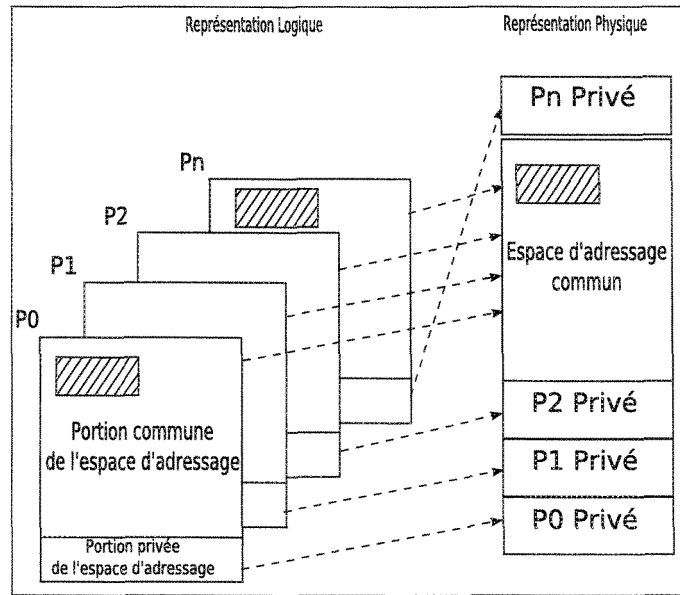 Représentation Logique
Représentation Physique
Pn Privé
Pn
P2
P1
P0
Espace d'adressage
commun
Portion commune
de l'espace d'adressage
P2 Privé
P1 Privé
P0 Privé
Portion privée
de l'espace d'adressage